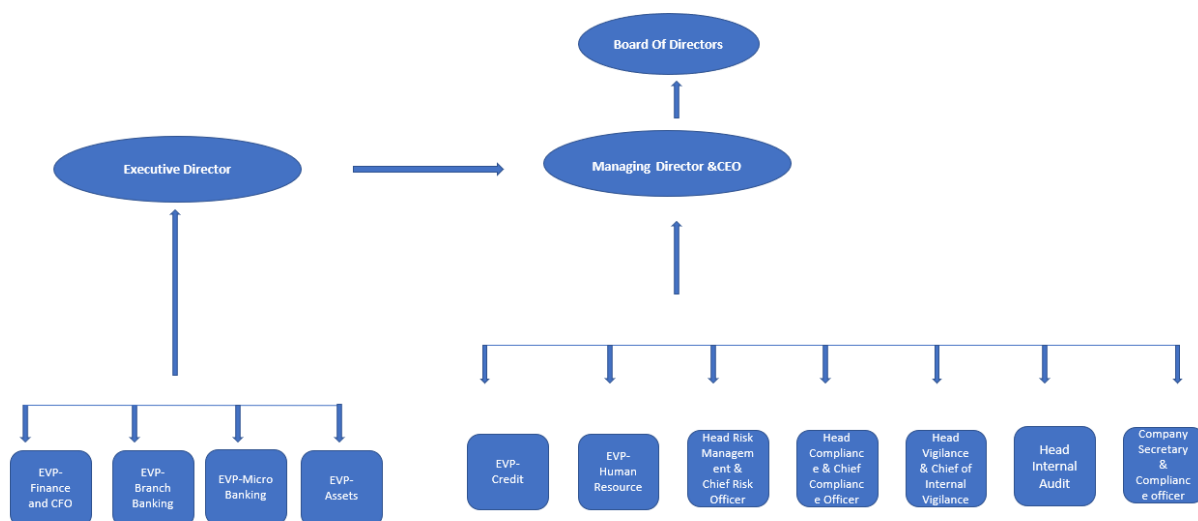 Board Of Directors
Executive Director
Managing Director &CEO
EVP-
Finance
and CFO
EVP-
Branch
Banking
EVP-Micro
Banking
EVP-
Assets
EVP-
Credit
EVP-
Human
Resource
Head Risk
Managem
ent &
Chief Risk
Officer
Head
Complianc
e & Chief
Complianc
e Officer
Head
Vigilance
& Chief of
Internal
Vigilance
Head
Internal
Audit
Company
Secretary
&
Complianc
e officer